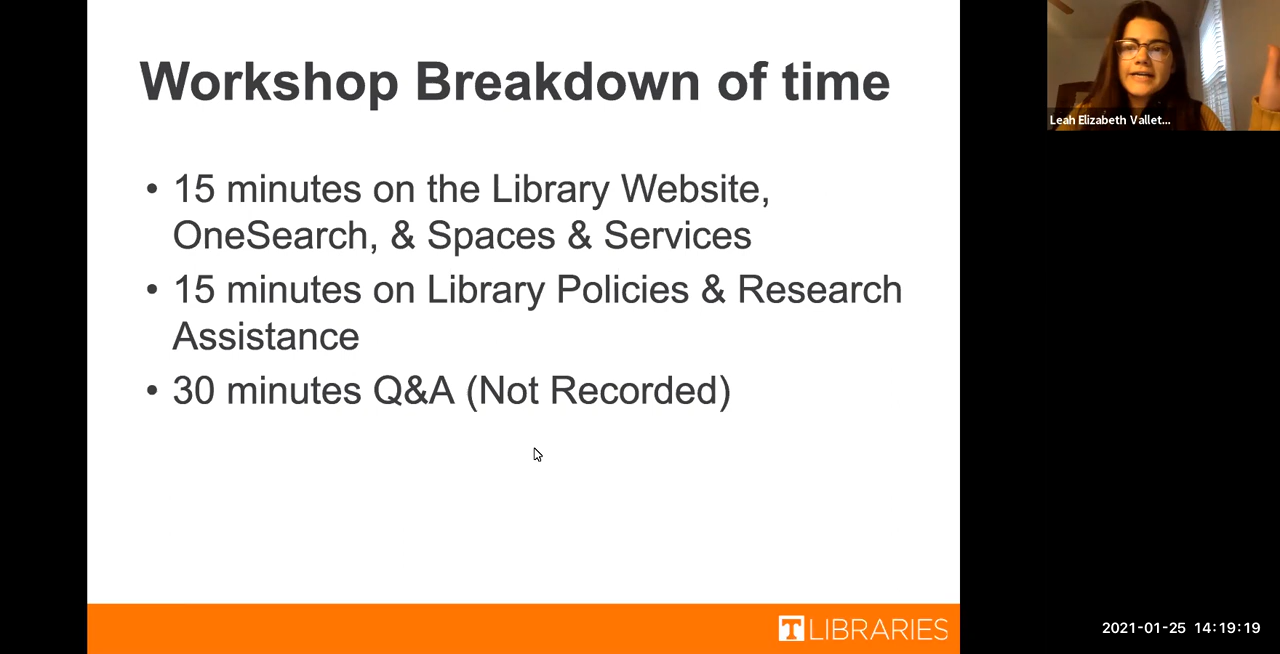 Workshop Breakdown of time
• 15 minutes on the Library Website,
OneSearch, & Spaces & Services
• 15 minutes on Library Policies & Research
Assistance
• 30 minutes Q&A (Not Recorded)
T LIBRARIES
Leah Elizabeth Vallet...
2021-01-25 14:19:19